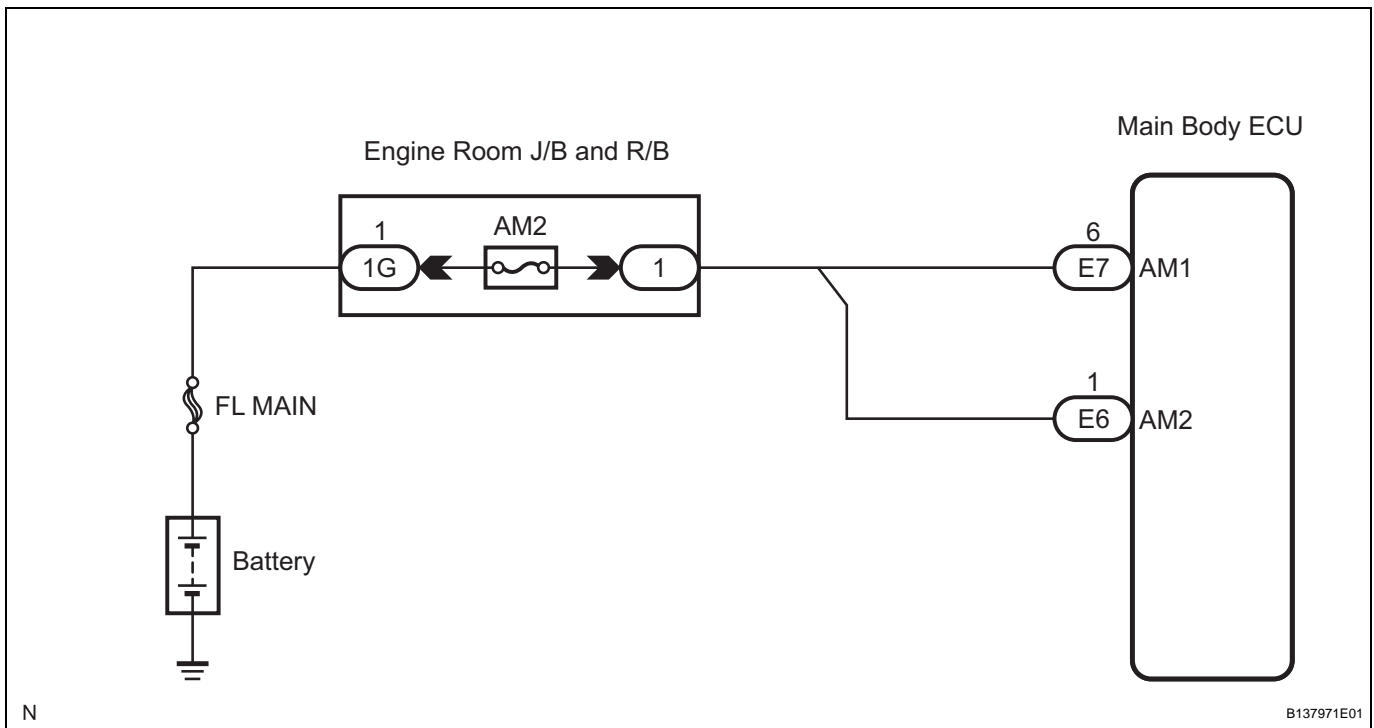 Main Body ECU
Engine Room J/B and R/B
1
AM2
1G
1
6
E7
AM1
1
E6
AM2
FL MAIN
Battery
N
B137971E01